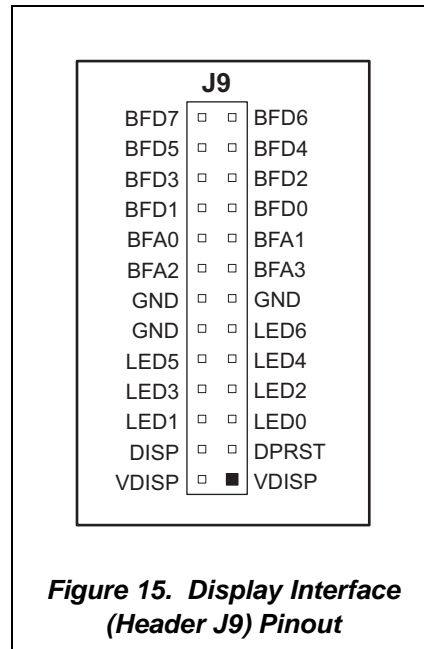 J9
BFD7 BFD6
BFD5 BFD4
BFD3 BFD2
BFD1 BFD0
BFA0 BFA1
BFA2 BFA3
GND GND
GND LED6
LED5 LED4
LED3 LED2
LED1 LED0
DISP DPRST
VDISP VDISP
Figure 15. Display Interface
(Header J9) Pinout